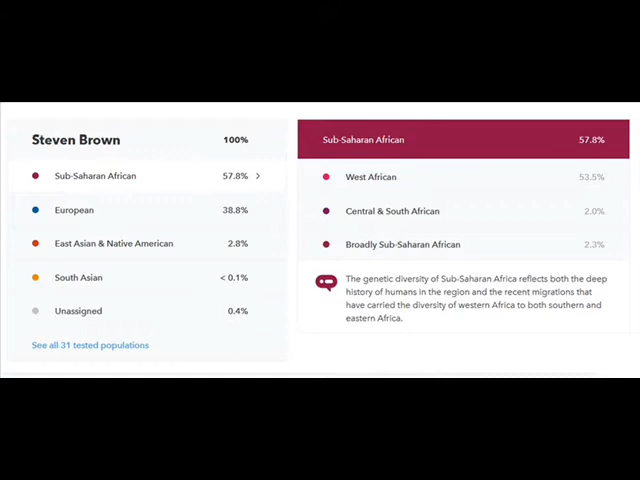 Steven Brown 100%
Sub-Saharan African 57.8%
European 38.8%
East Asian & Native American 2.8%
South Asian < 0.1%
Unassigned 0.4%
See all 31 tested populations
Sub-Saharan African 57.8%
West African 53.5%
Central & South African 2.0%
Broadly Sub-Saharan African 2.3%
The genetic diversity of Sub-Saharan Africa reflects both the deep
history of humans in the region and the recent migrations that
have carried the diversity of western Africa to both southern and
eastern Africa.